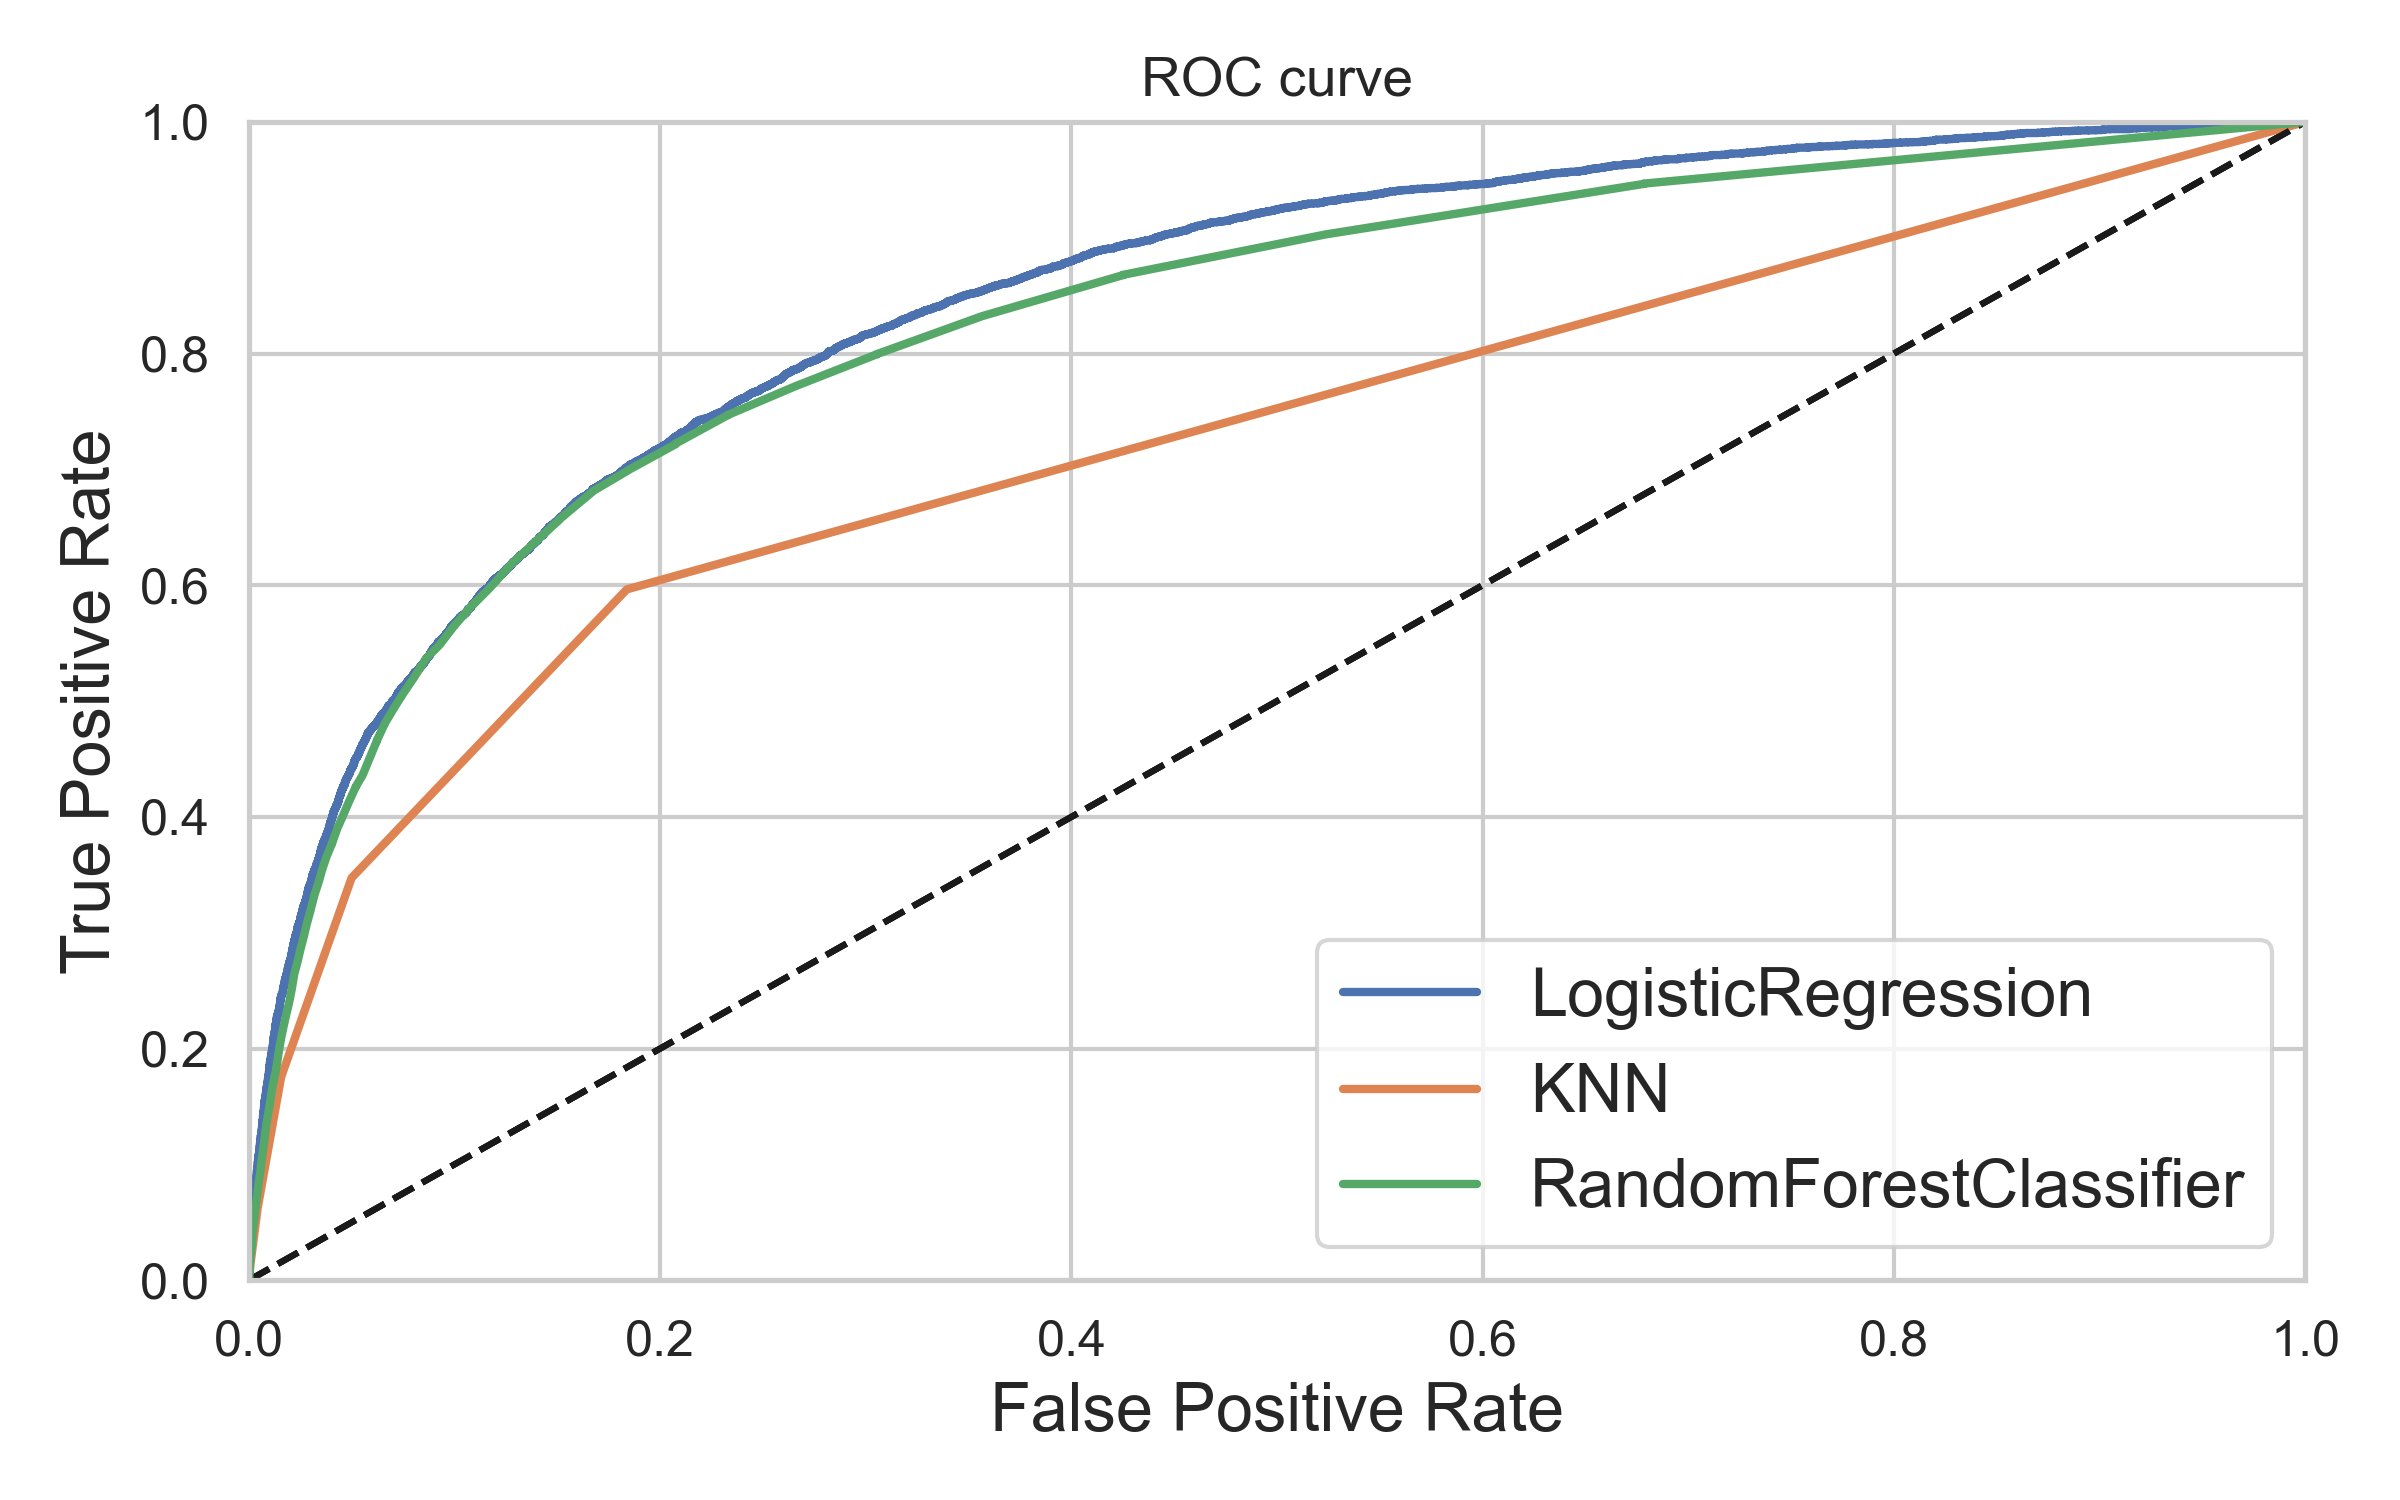 ROC curve
1.0
0.8
0.6
0.4
0.2
0.0
True Positive Rate
LogisticRegression
KNN
RandomForestClassifier
0.0 0.2 0.4 0.6 0.8 1.0
False Positive Rate